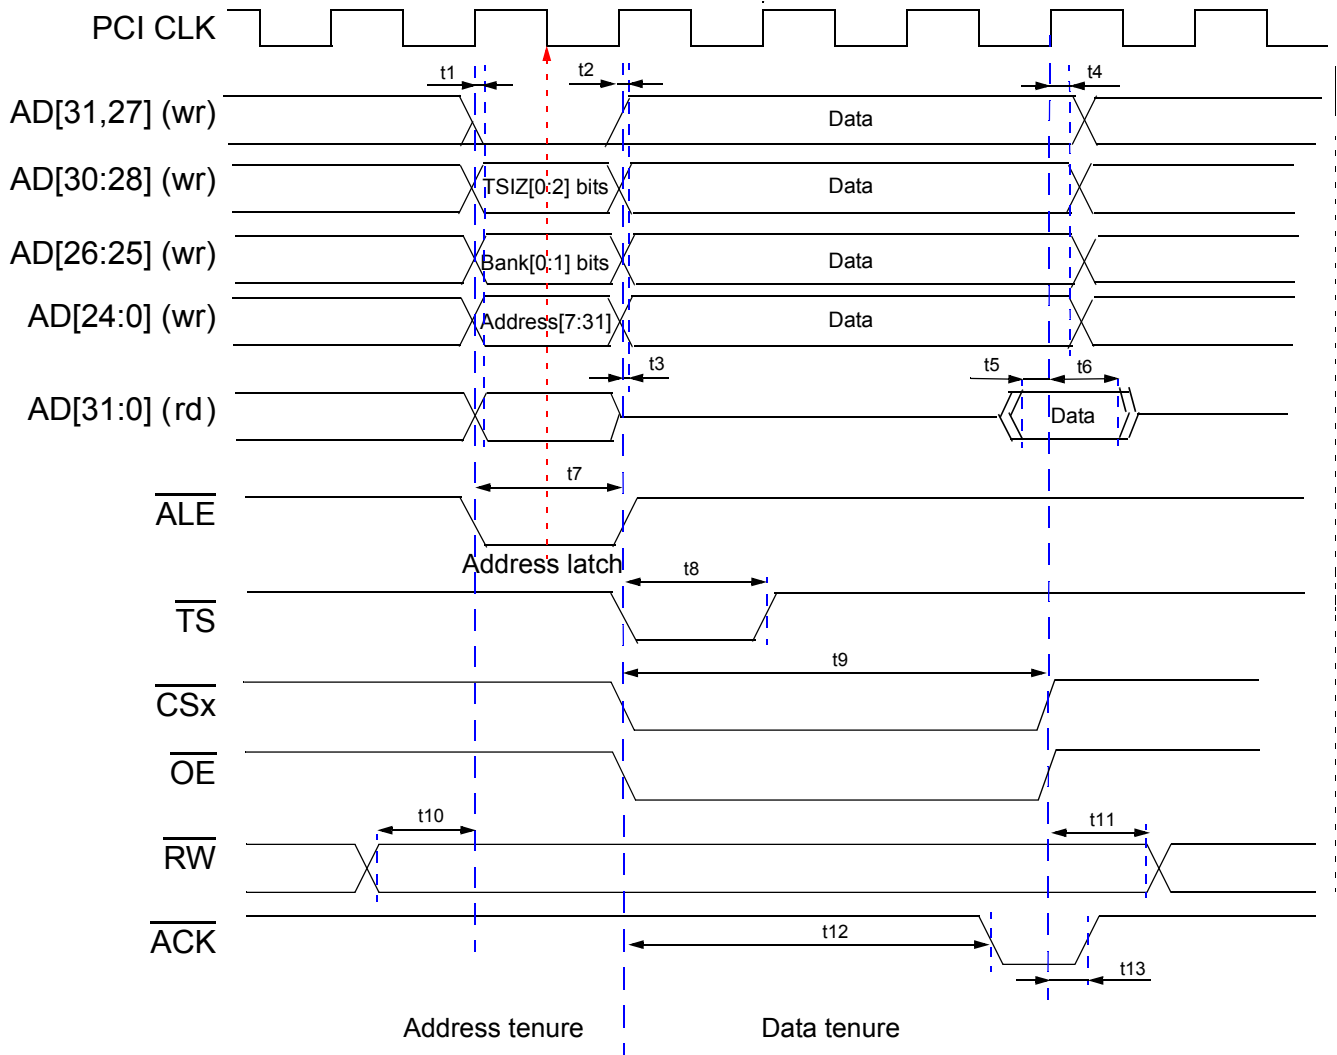 PCI CLK
t1 t2 t4
AD[31,27] (wr) Data
AD[30:28] (wr) TSIZ[0:2] bits Data
AD[26:25] (wr) Bank[0:1] bits Data
AD[24:0] (wr) Address[7:31] Data
t3 t5 t6
AD[31:0] (rd) Data
t7
ALE
Address latch
t8
TS
t9
CSx
OE
t10 t11
RW
ACK t12
t13
Address tenure Data tenure